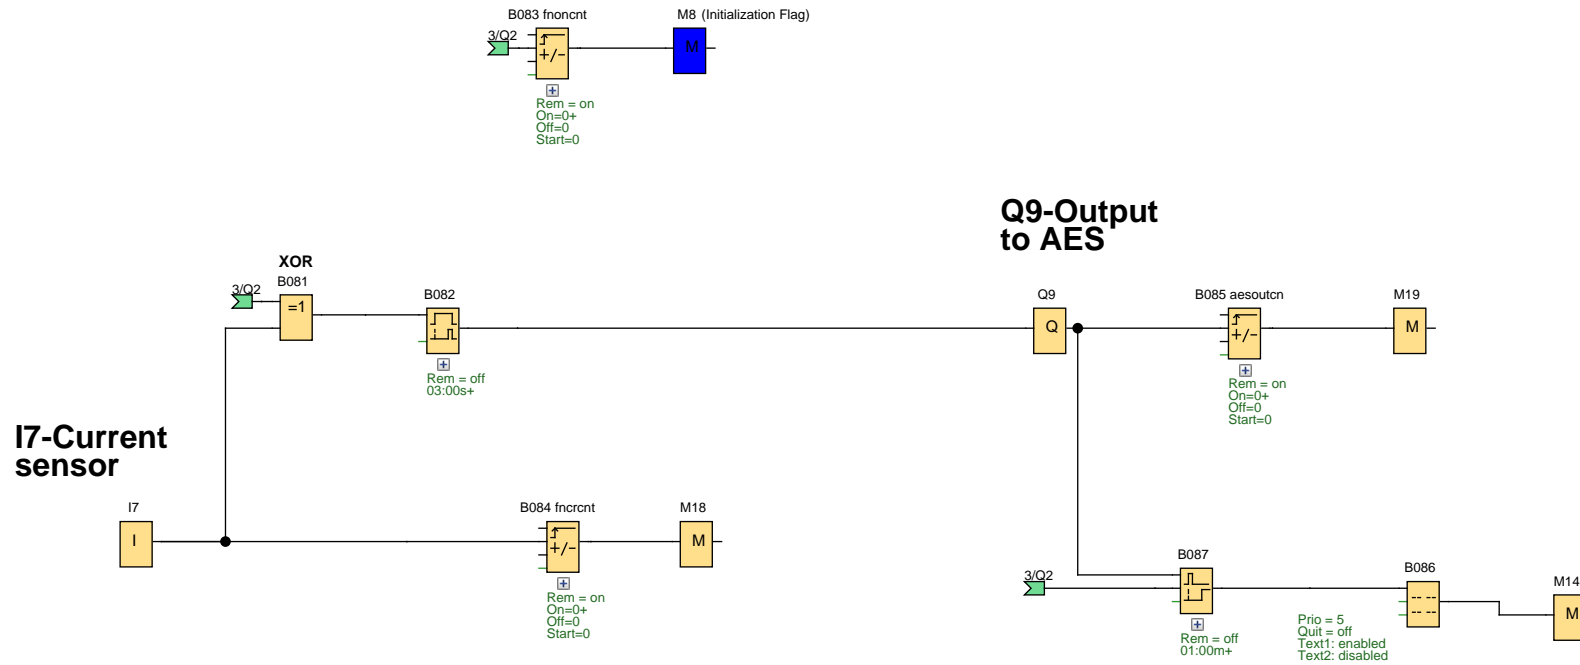 B083 fnoncnt
M8 (Initialization Flag)
3/Q2
+/-
M
Rem = on
On=0+
Off=0
Start=0
Q9-Output
to AES
XOR
B081
3/Q2
=1
B082
Rem = off
03:00s+
Q9
Q
B085 aesoutcn
+/-
Rem = on
On=0+
Off=0
Start=0
M19
M
I7-Current
sensor
I7
I
B084 fncrcnt
+/-
Rem = on
On=0+
Off=0
Start=0
M18
M
3/Q2
B087
Rem = off
01:00m+
B086
Prio = 5
Quit = off
Text1: enabled
Text2: disabled
M14
M